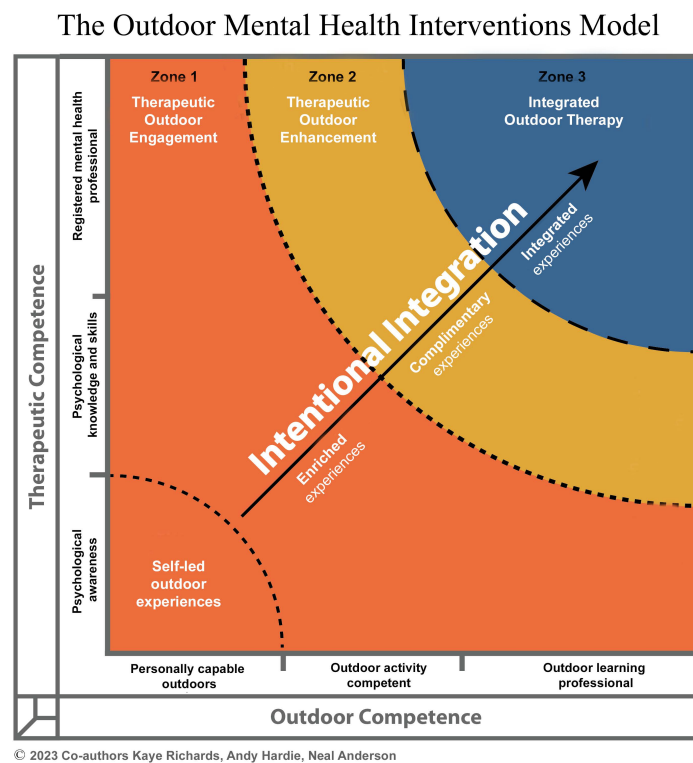 The Outdoor Mental Health Interventions Model
Zone 1
Therapeutic
Outdoor
Engagement
Zone 2
Therapeutic
Outdoor
Enhancement
Zone 3
Integrated
Outdoor Therapy
Intentional Integration
Integrated
experiences
Complimentary
experiences
Enriched
experiences
Self-led
outdoor
experiences
Therapeutic Competence
Registered mental health
professional
Psychological
knowledge and skills
Psychological
awareness
Personally capable
outdoors
Outdoor activity
competent
Outdoor learning
professional
Outdoor Competence
© 2023 Co-authors Kaye Richards, Andy Hardie, Neal Anderson